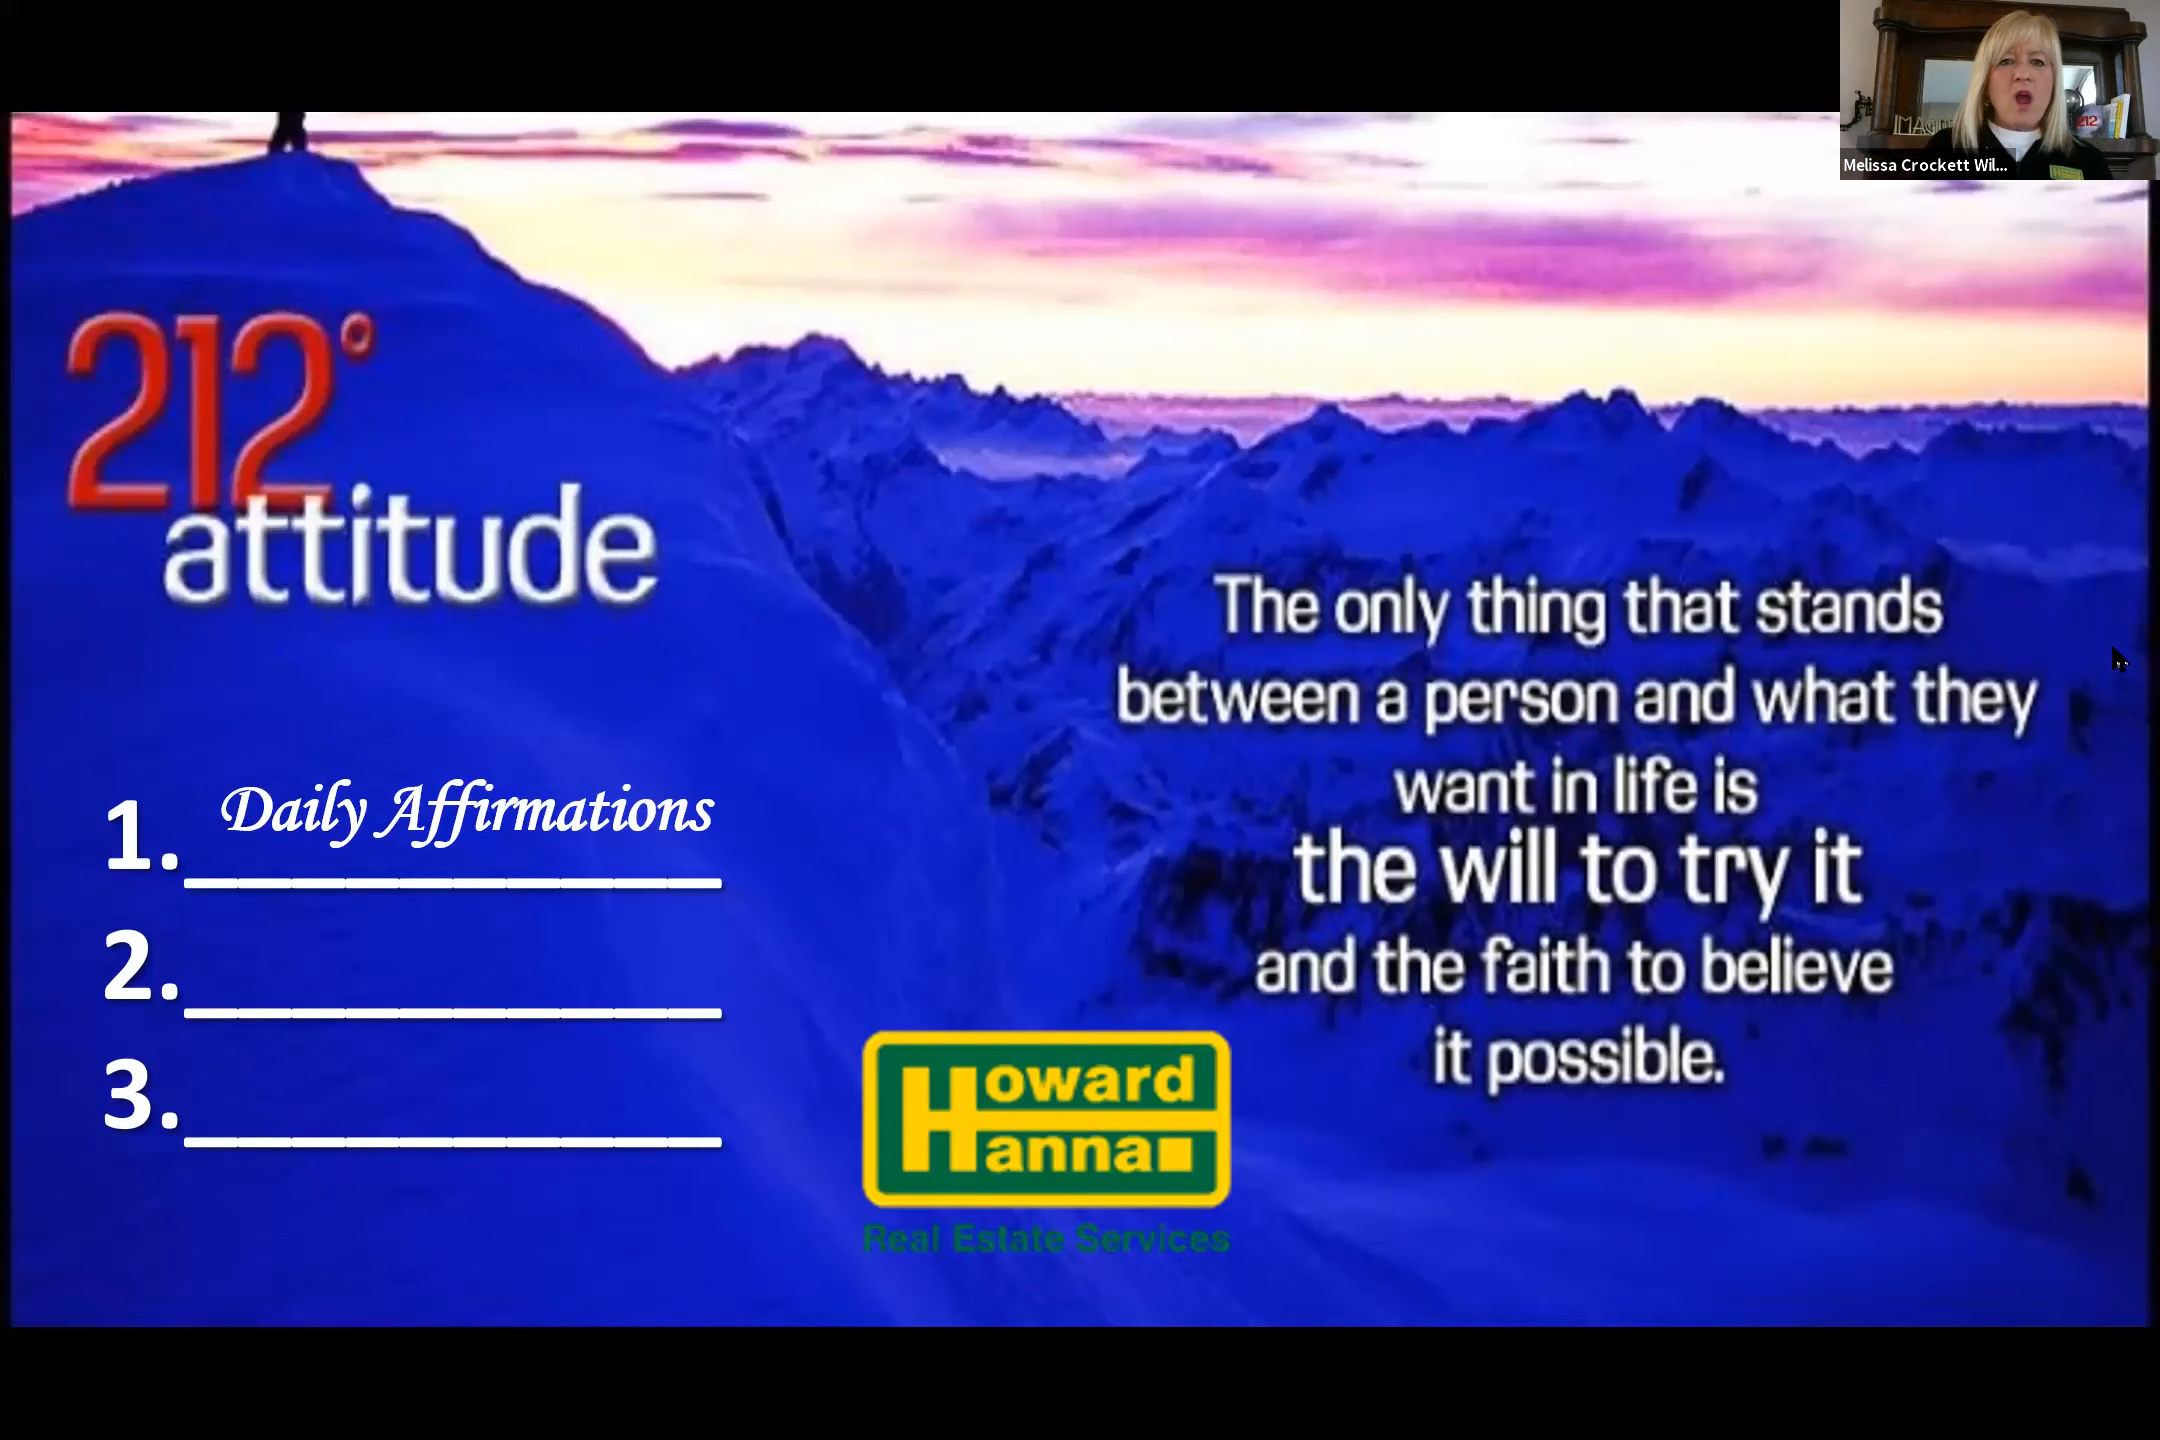 Melissa Crockett Wil...
212
212°
attitude
The only thing that stands
between a person and what they
want in life is
the will to try it
and the faith to believe
it possible.
1. Daily Affirmations
2.
3.
Howard
Hanna
Real Estate Services